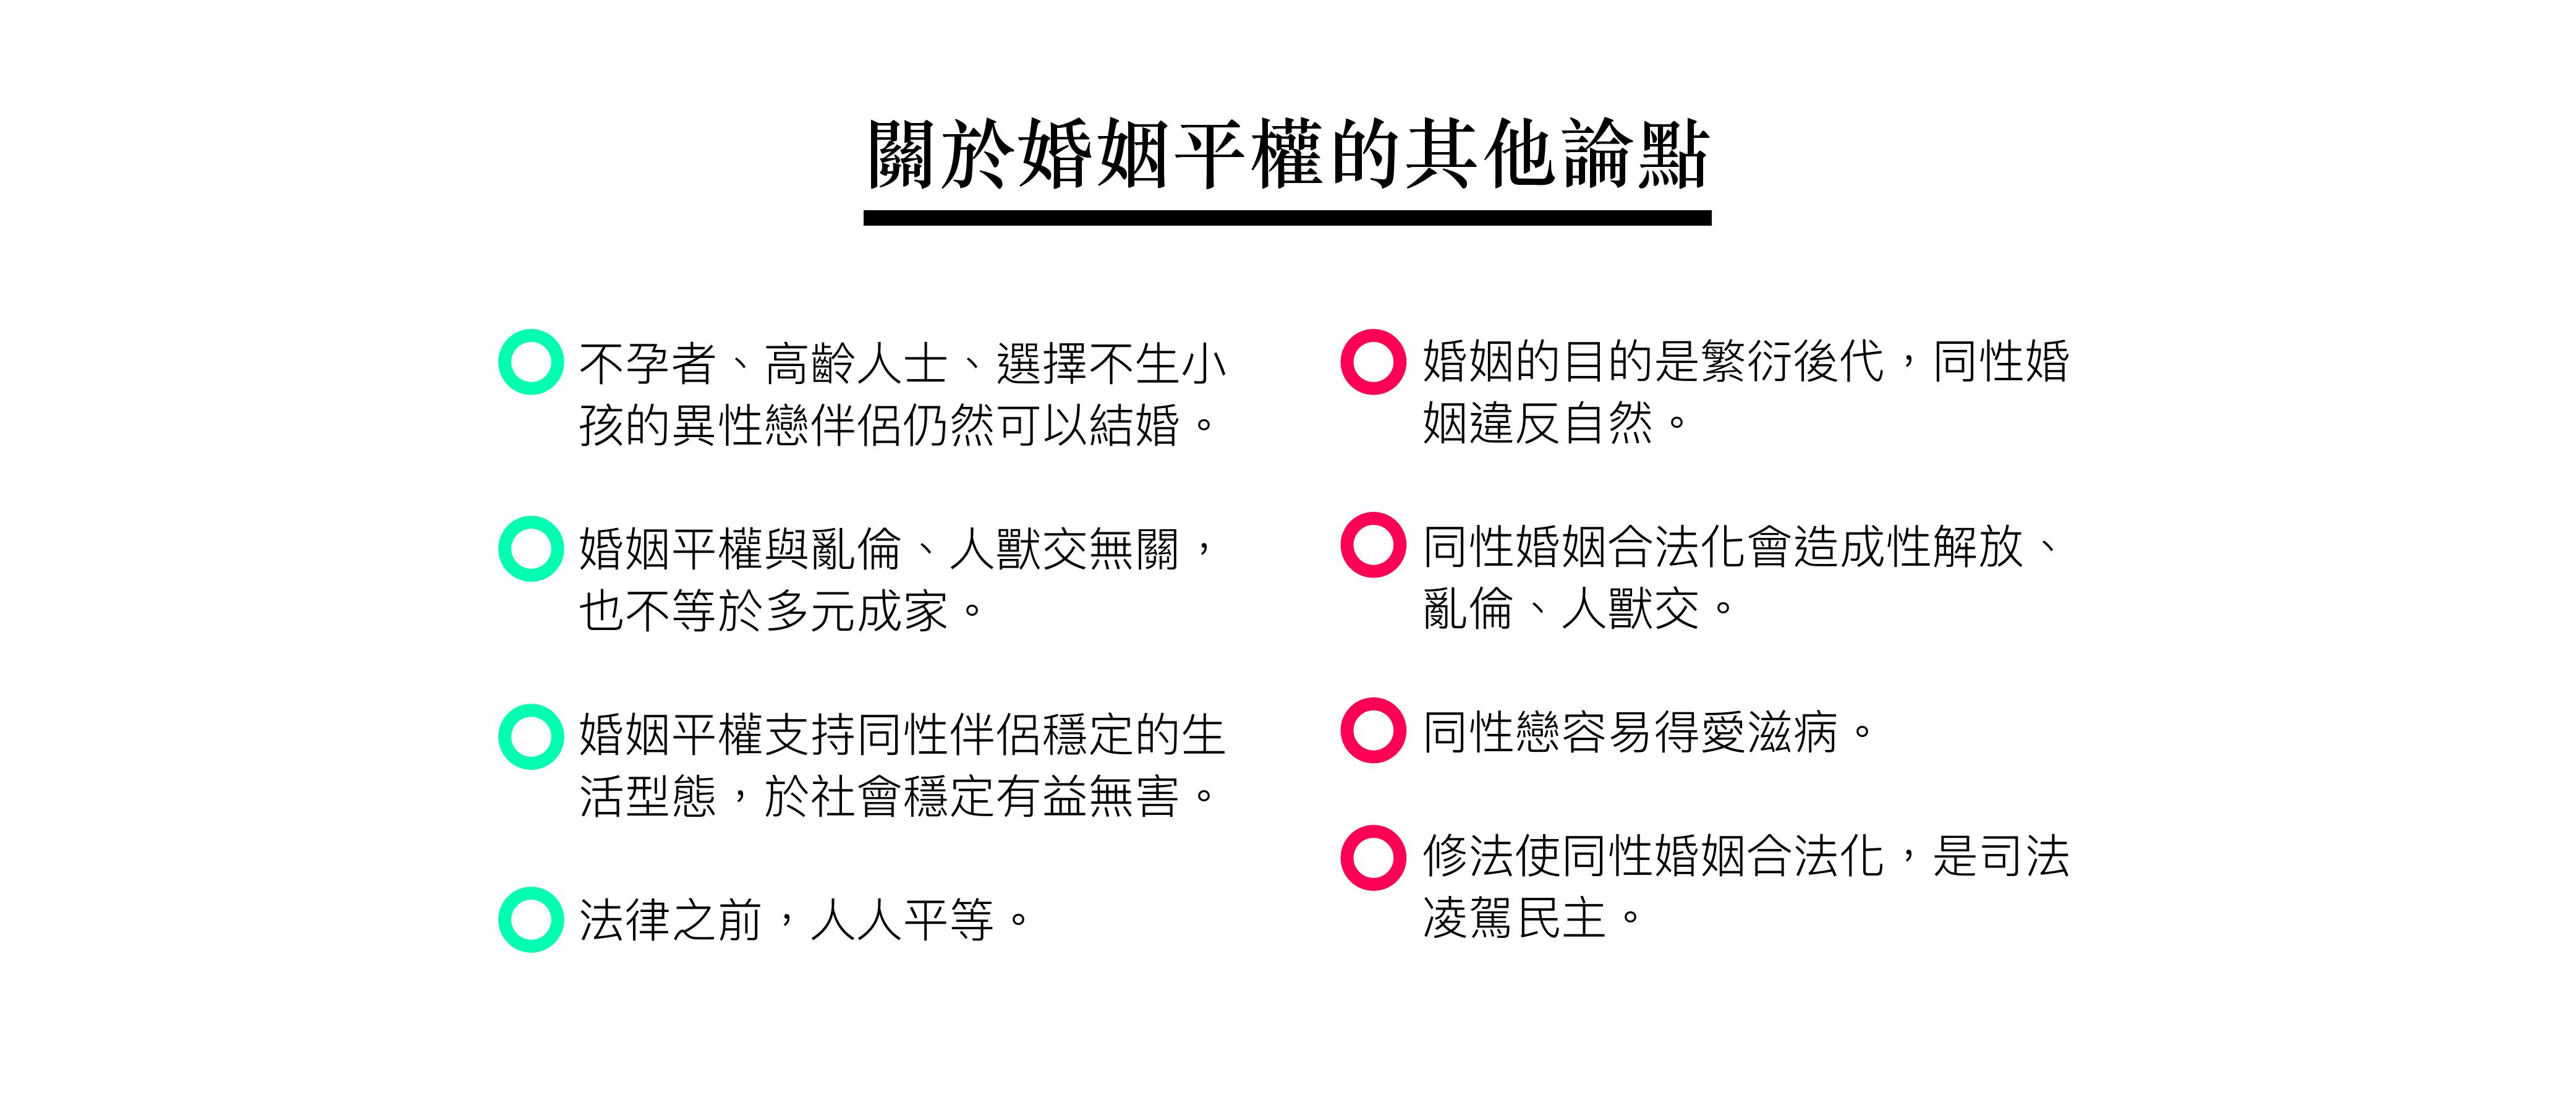 關於婚姻平權的其他論點
不孕者、高齡人士、選擇不生小
孩的異性戀伴侶仍然可以結婚。
婚姻平權與亂倫、人獸交無關，
也不等於多元成家。
婚姻平權支持同性伴侶穩定的生
活型態，於社會穩定有益無害。
法律之前，人人平等。
婚姻的目的是繁衍後代，同性婚
姻違反自然。
同性婚姻合法化會造成性解放、
亂倫、人獸交。
同性戀容易得愛滋病。
修法使同性婚姻合法化，是司法
凌駕民主。